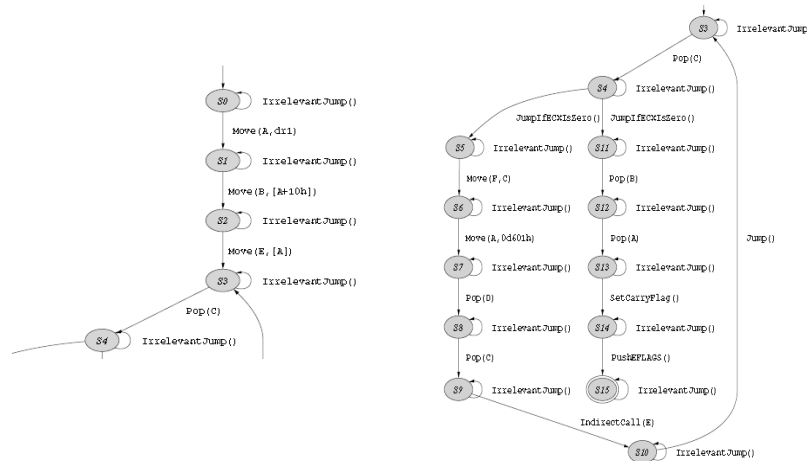 S0 IrrelevantJump()
Move(A,dr1)
S1 IrrelevantJump()
Move(B,[A+10h])
S2 IrrelevantJump()
Move(E,[A])
S3 IrrelevantJump()
Pop(C)
S4 IrrelevantJump()
S3 IrrelevantJump
Pop(C)
S4 IrrelevantJump()
JumpIfECXIsZero() JumpIfECXIsZero()
S5 IrrelevantJump() S11 IrrelevantJump()
Move(F,C) Pop(B)
S6 IrrelevantJump() S12 IrrelevantJump()
Move(A,0d601h) Pop(A) Jump()
S7 IrrelevantJump() S13 IrrelevantJump()
Pop(D) SetCarryFlag()
S8 IrrelevantJump() S14 IrrelevantJump()
Pop(C) PushEFLAGS()
S9 IrrelevantJump() S15 IrrelevantJump()
IndirectCall(E)
S10 IrrelevantJump()